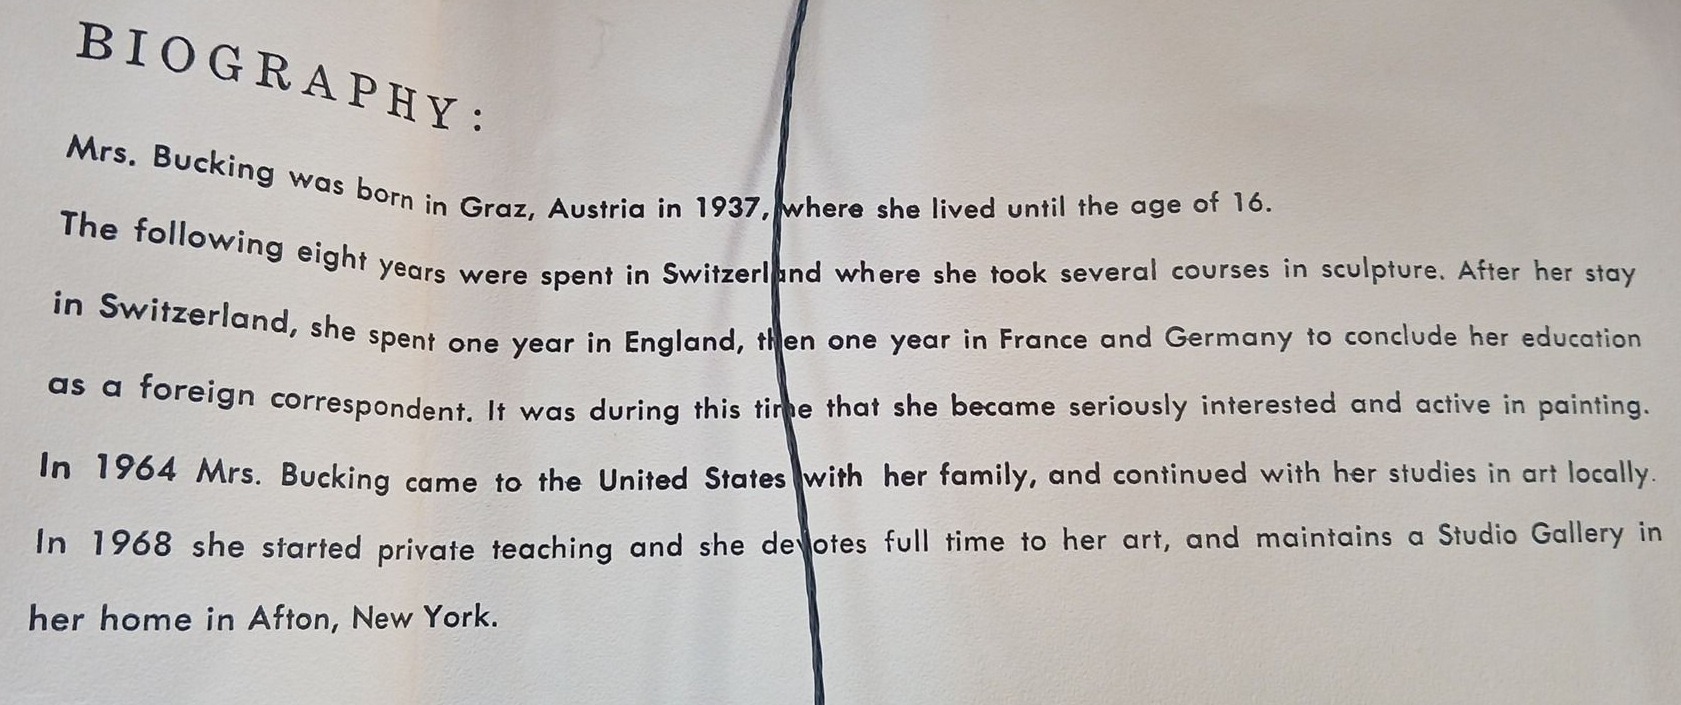 BIOGRAPHY:
Mrs. Bucking was born in Graz, Austria in 1937, where she lived until the age of 16.
The following eight years were spent in Switzerland where she took several courses in sculpture. After her stay
in Switzerland, she spent one year in England, then one year in France and Germany to conclude her education
as a foreign correspondent. It was during this time that she became seriously interested and active in painting.
In 1964 Mrs. Bucking came to the United States with her family, and continued with her studies in art locally.
In 1968 she started private teaching and she devotes full time to her art, and maintains a Studio Gallery in
her home in Afton, New York.